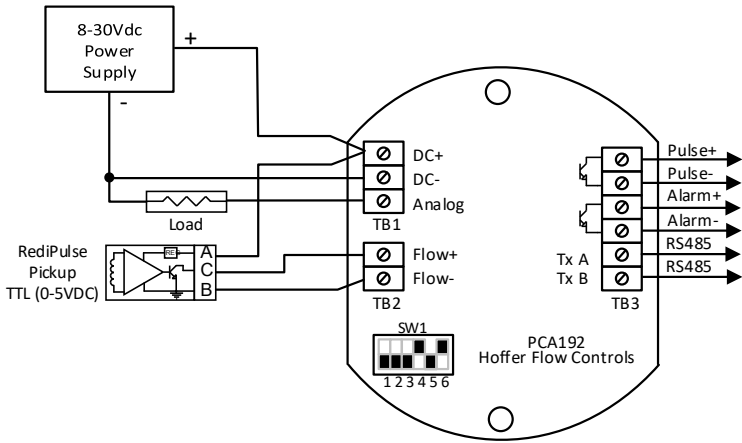 8-30Vdc
Power
Supply
+
-
DC+
DC-
Analog
TB1
Load
RediPulse
Pickup
TTL (0-5VDC)
REG
A
C
B
Flow+
Flow-
TB2
SW1
1 2 3 4 5 6
Pulse+
Pulse-
Alarm+
Alarm-
RS485
RS485
Tx A
Tx B
TB3
PCA192
Hoffer Flow Controls